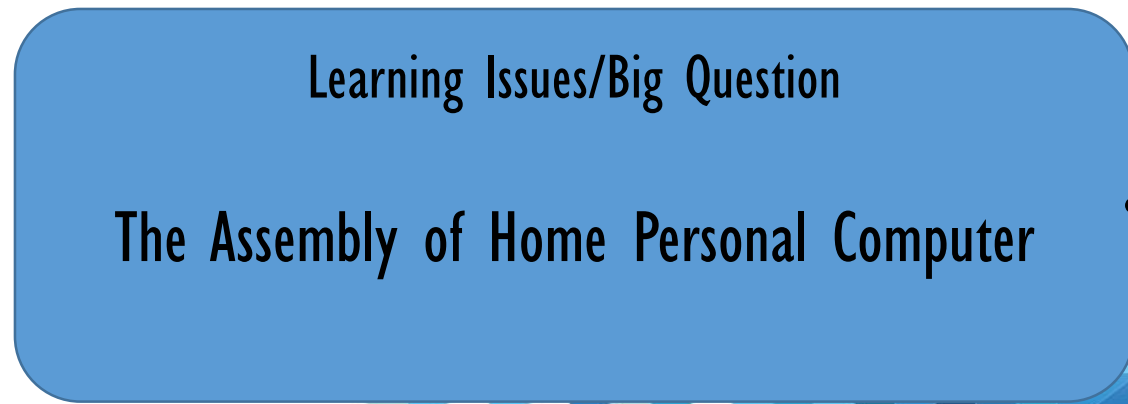 Learning Issues/Big Question
The Assembly of Home Personal Computer